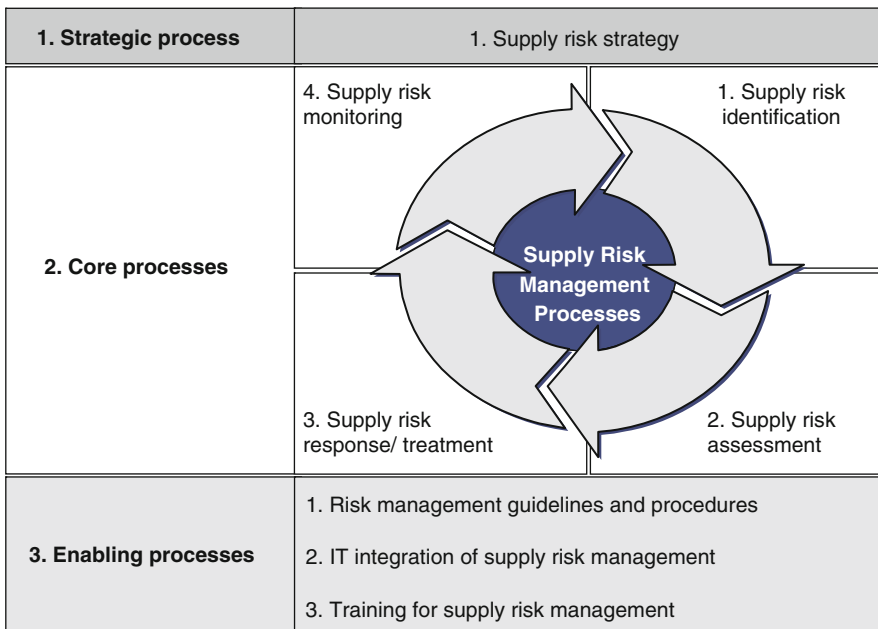 1. Strategic process
1. Supply risk strategy
2. Core processes
4. Supply risk
monitoring
1. Supply risk
identification
Supply Risk
Management
Processes
3. Supply risk
response/ treatment
2. Supply risk
assessment
3. Enabling processes
1. Risk management guidelines and procedures
2. IT integration of supply risk management
3. Training for supply risk management